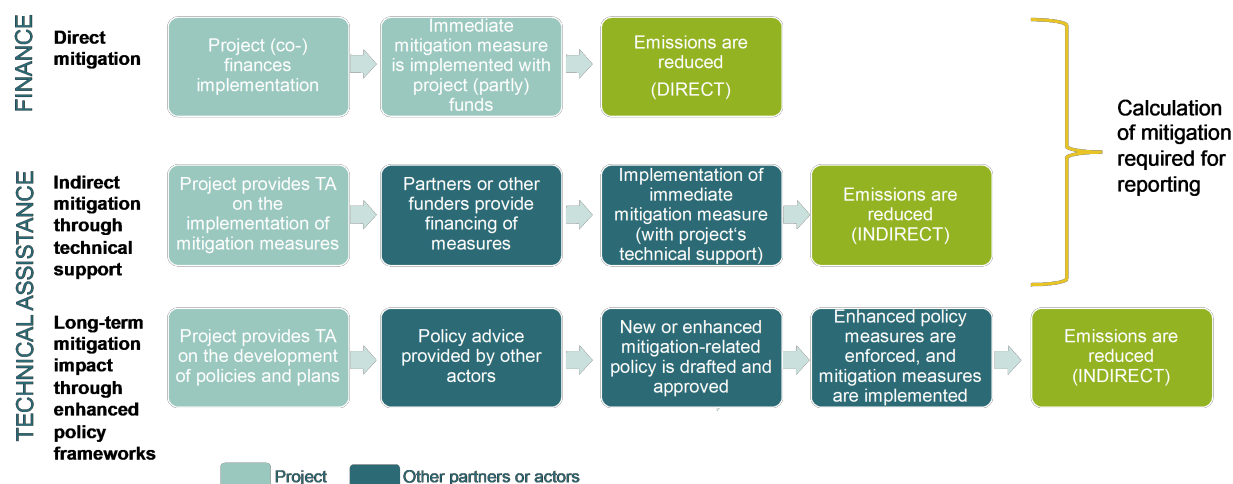 FINANCE
Direct
mitigation
Project (co-)
finances
implementation
Immediate
mitigation measure
is implemented with
project (partly)
funds
Emissions are
reduced
(DIRECT)
Calculation
of mitigation
required for
reporting
TECHNICAL ASSISTANCE
Indirect
mitigation
through
technical
support
Project provides TA
on the
implementation of
mitigation measures
Partners or other
funders provide
financing of
measures
Implementation of
immediate
mitigation measure
(with project‘s
technical support)
Emissions are
reduced
(INDIRECT)
Long-term
mitigation
impact
through
enhanced
policy
frameworks
Project provides TA
on the development
of policies and plans
Policy advice
provided by other
actors
New or enhanced
mitigation-related
policy is drafted and
approved
Enhanced policy
measures are
enforced, and
mitigation measures
are implemented
Emissions are
reduced
(INDIRECT)
Project
Other partners or actors